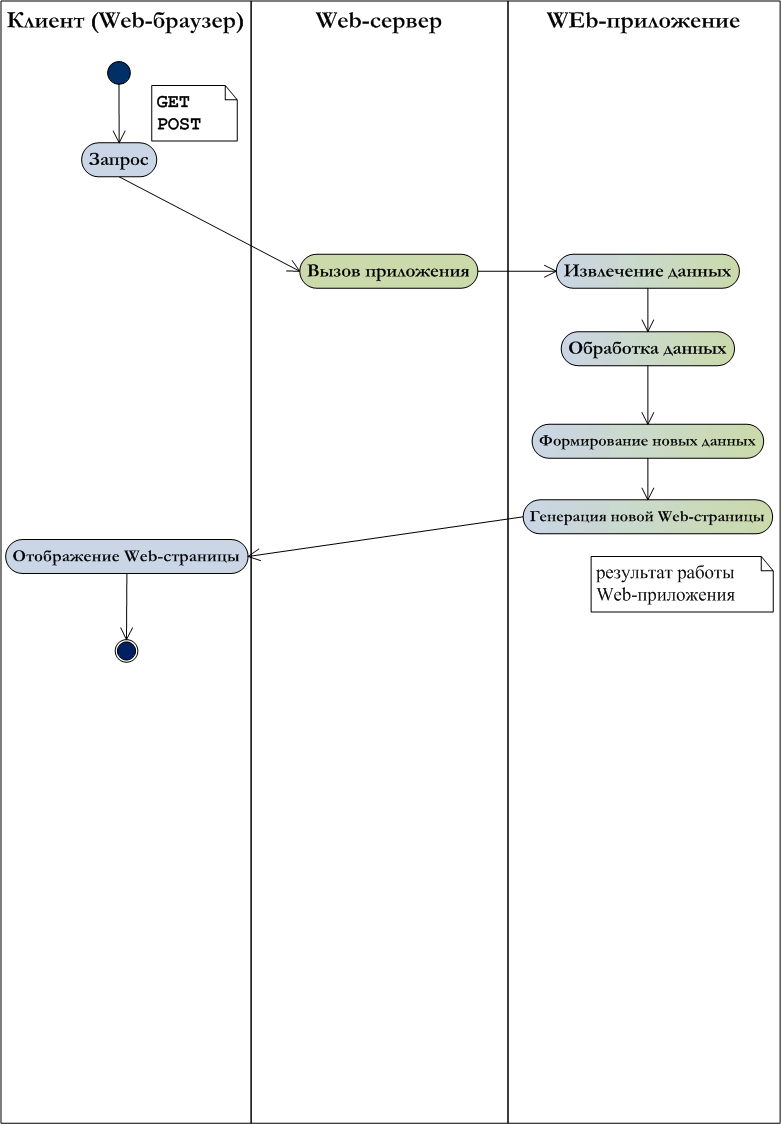 Клиент (Web-браузер)
Web-сервер
WEb-приложение
GET
POST
Запрос
Вызов приложения
Извлечение данных
Обработка данных
Формирование новых данных
Генерация новой Web-страницы
Отображение Web-страницы
результат работы
Web-приложения